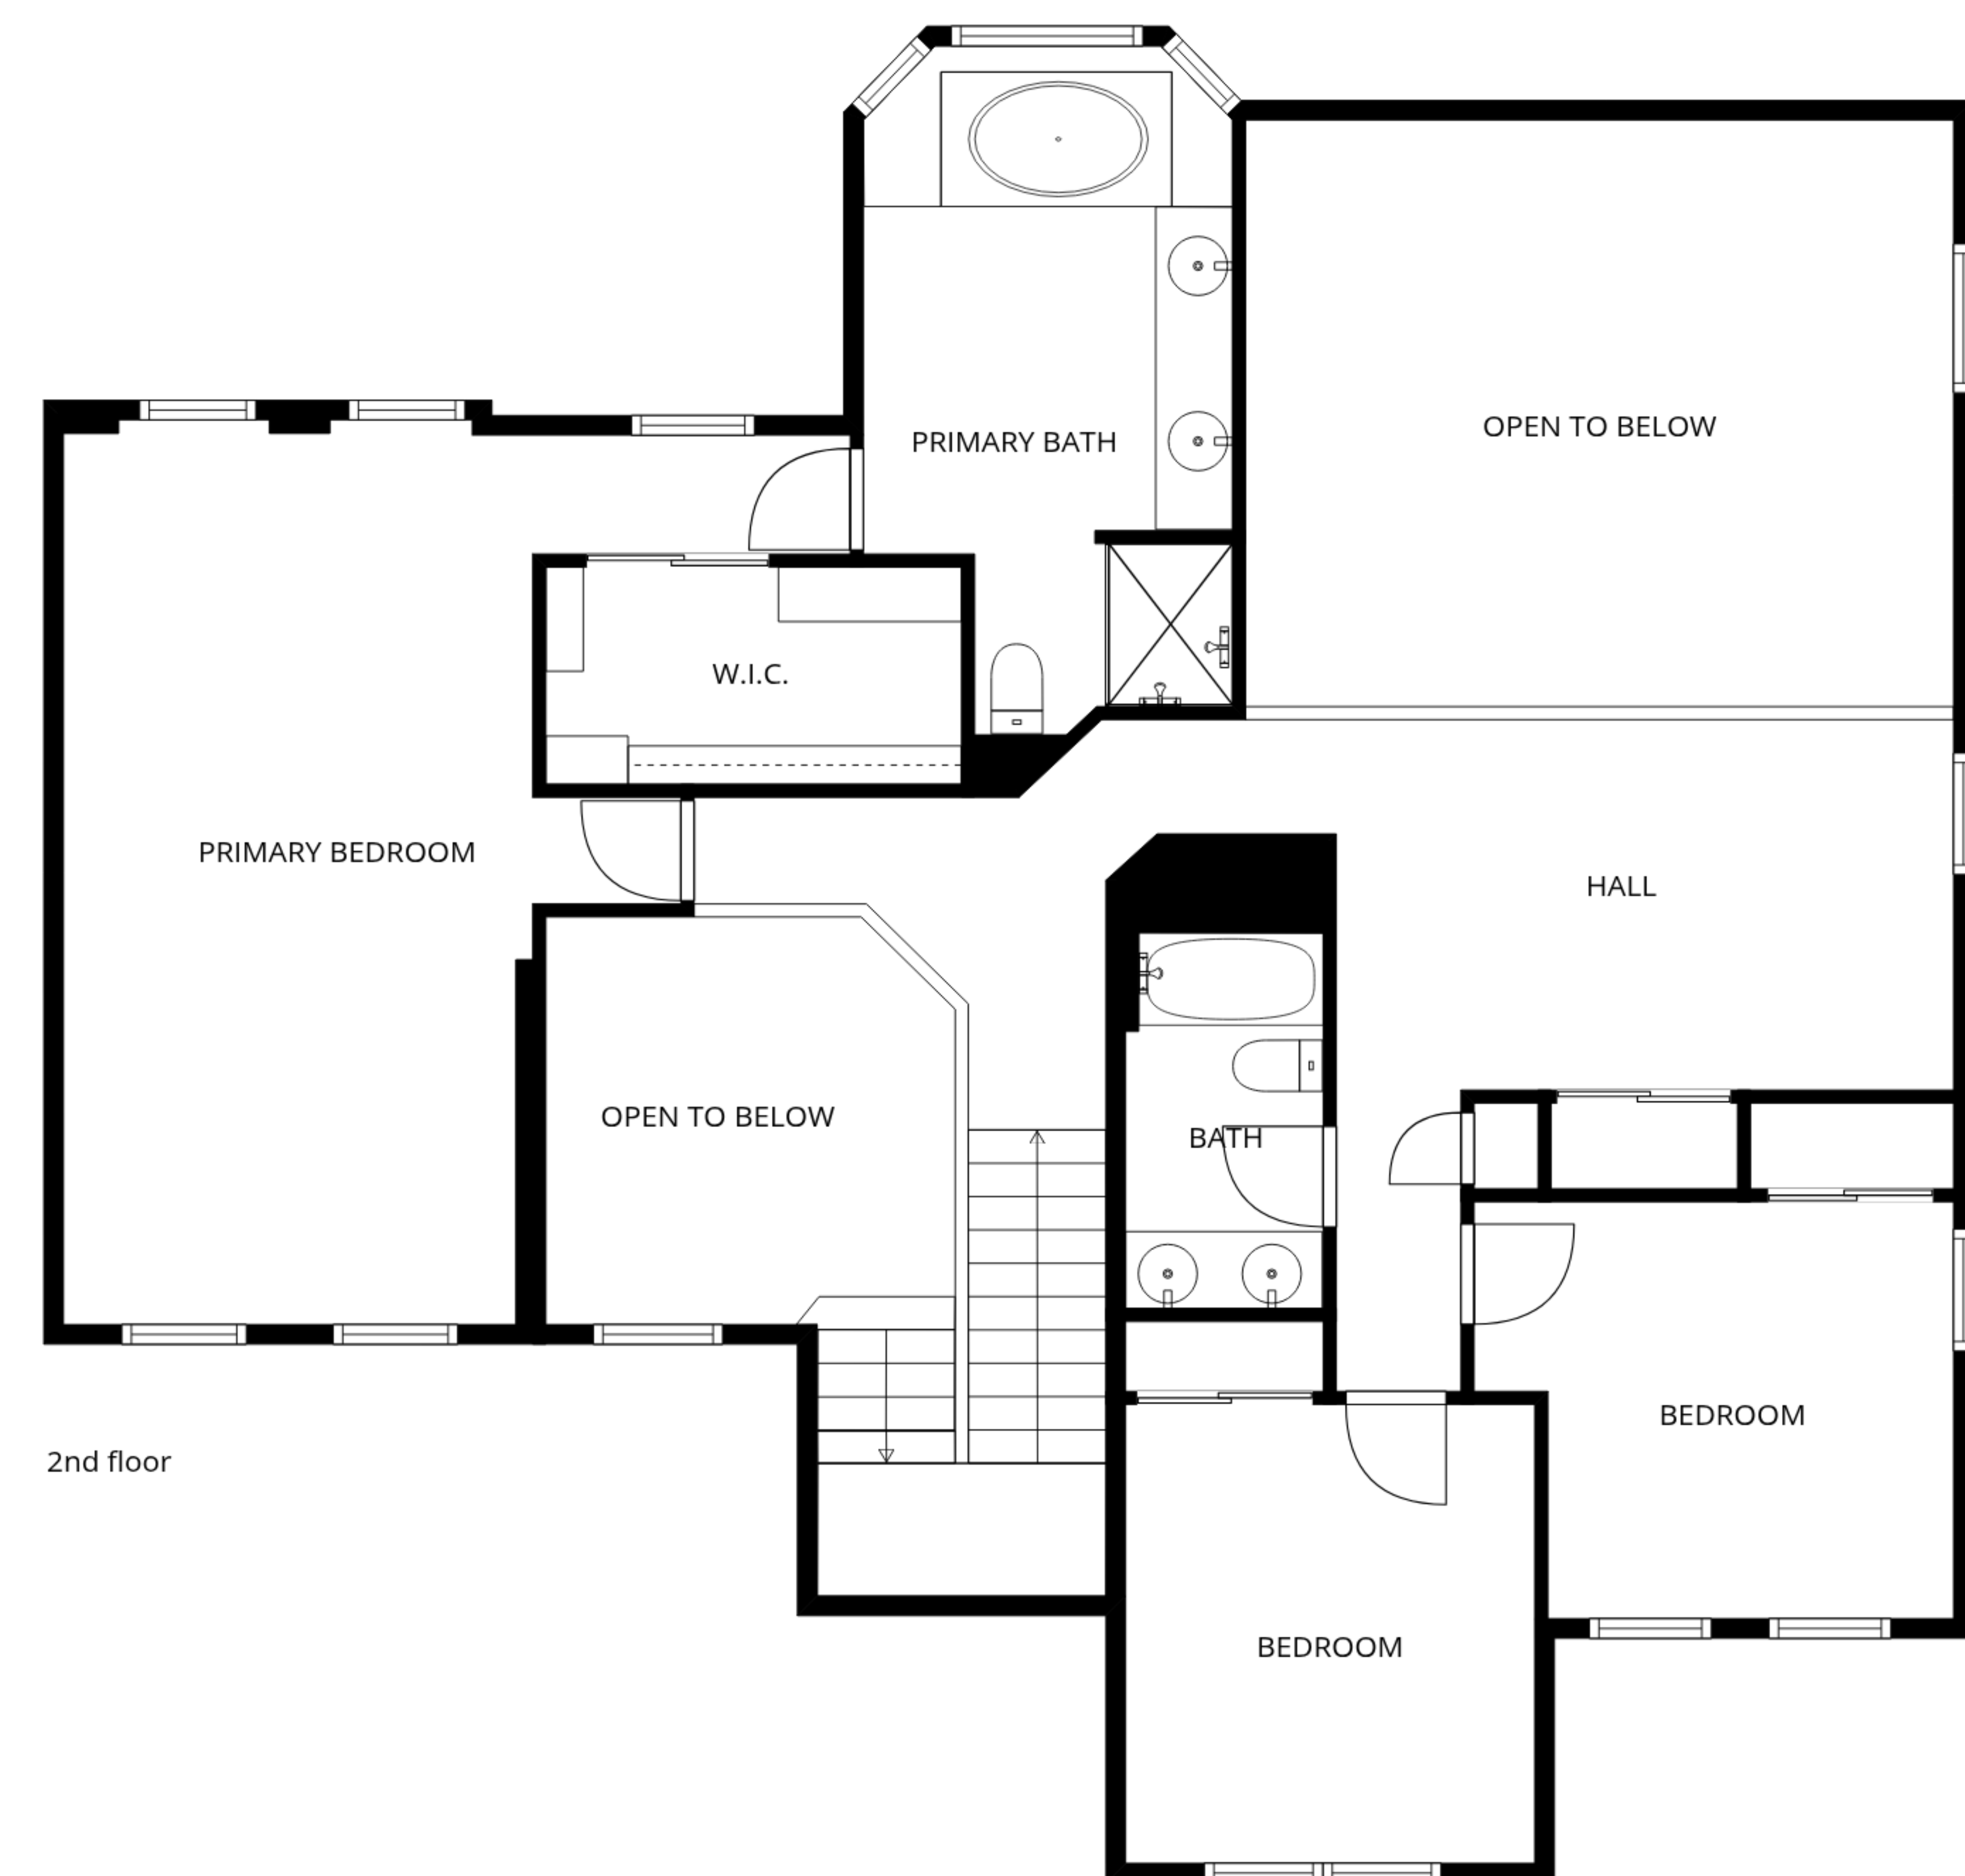 OPEN TO BELOW
PRIMARY BATH
W.I.C.
PRIMARY BEDROOM
HALL
OPEN TO BELOW
BATH
BEDROOM
2nd floor
BEDROOM